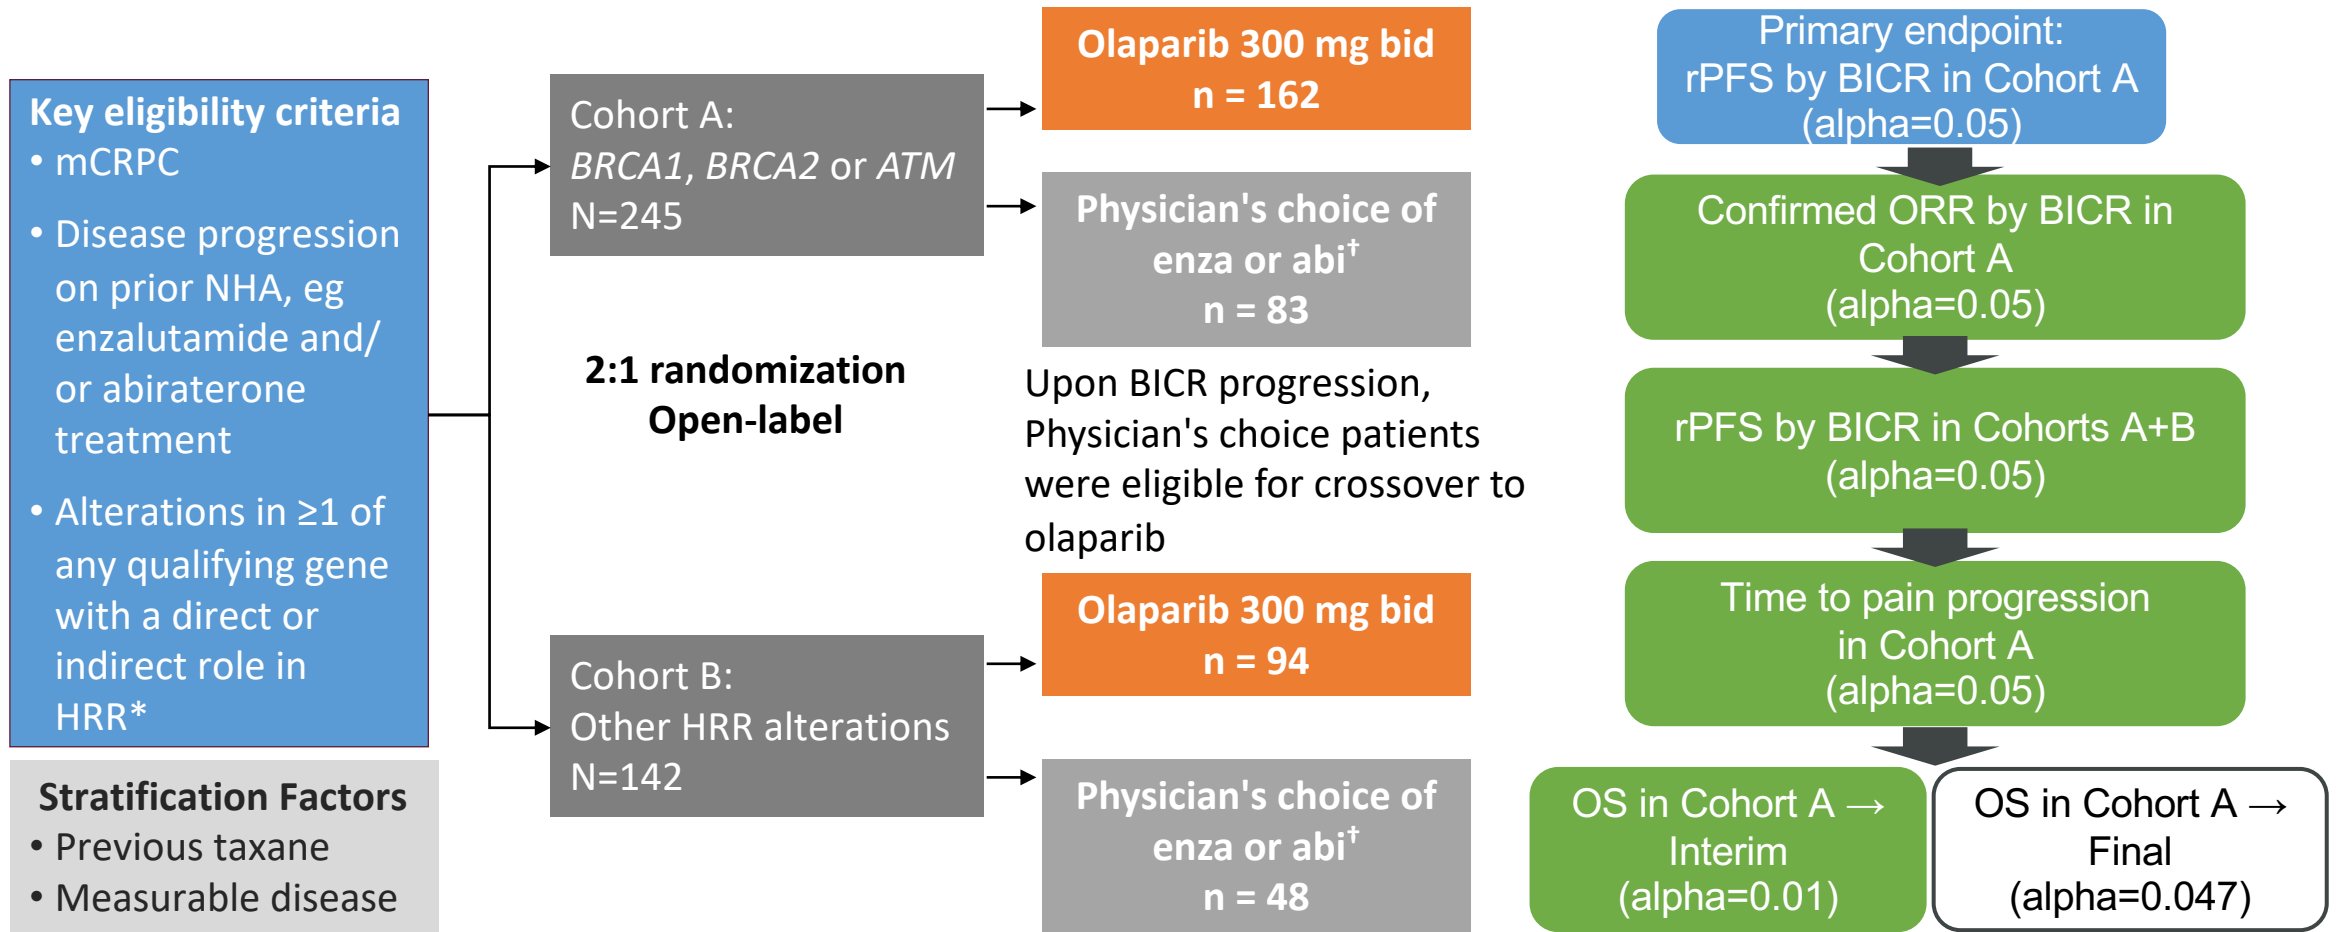 Key eligibility criteria
• mCRPC
• Disease progression
on prior NHA, eg
enzalutamide and/
or abiraterone
treatment
• Alterations in ≥1 of
any qualifying gene
with a direct or
indirect role in
HRR*
Stratification Factors
• Previous taxane
• Measurable disease
Cohort A:
BRCA1, BRCA2 or ATM
N=245
2:1 randomization
Open-label
Cohort B:
Other HRR alterations
N=142
Olaparib 300 mg bid
n = 162
Physician's choice of
enza or abi†
n = 83
Upon BICR progression,
Physician's choice patients
were eligible for crossover to
olaparib
Olaparib 300 mg bid
n = 94
Physician's choice of
enza or abi†
n = 48
Primary endpoint:
rPFS by BICR in Cohort A
(alpha=0.05)
Confirmed ORR by BICR in
Cohort A
(alpha=0.05)
rPFS by BICR in Cohorts A+B
(alpha=0.05)
Time to pain progression
in Cohort A
(alpha=0.05)
OS in Cohort A →
Interim
(alpha=0.01)
OS in Cohort A →
Final
(alpha=0.047)